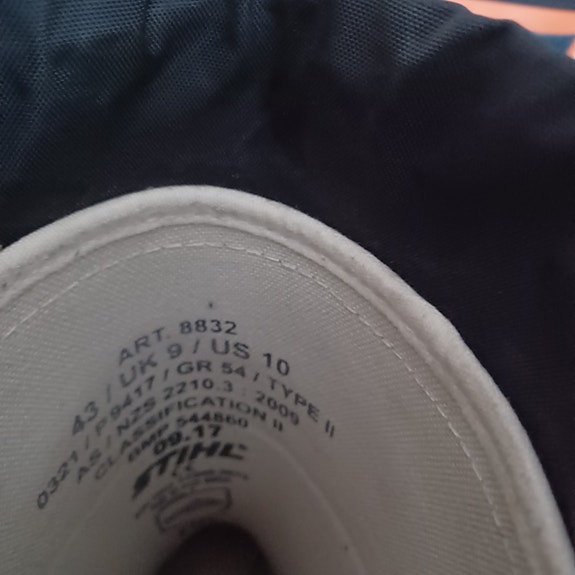 ART. 8832
43 / UK 9 / US 10
0321 / P 9417 / GR 54 / TYPE II
AS / NZS 2210.3 : 2009
CLASSIFICATION II
BMP 544860
09.17
STIHL